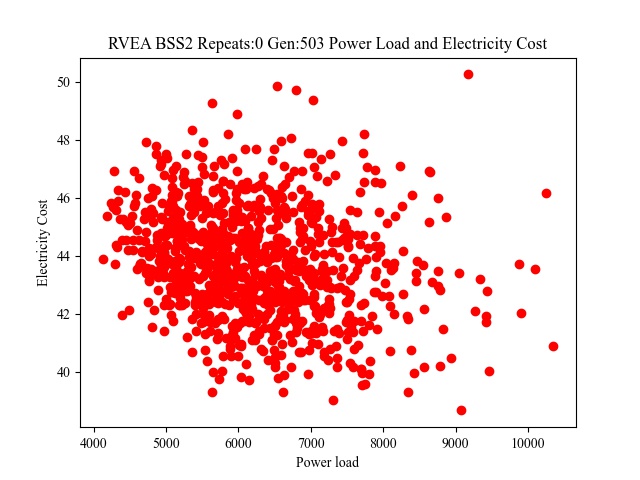 RVEA BSS2 Repeats:0 Gen:503 Power Load and Electricity Cost
50
48
46
44
42
40
Electricity Cost
4000 5000 6000 7000 8000 9000 10000
Power load